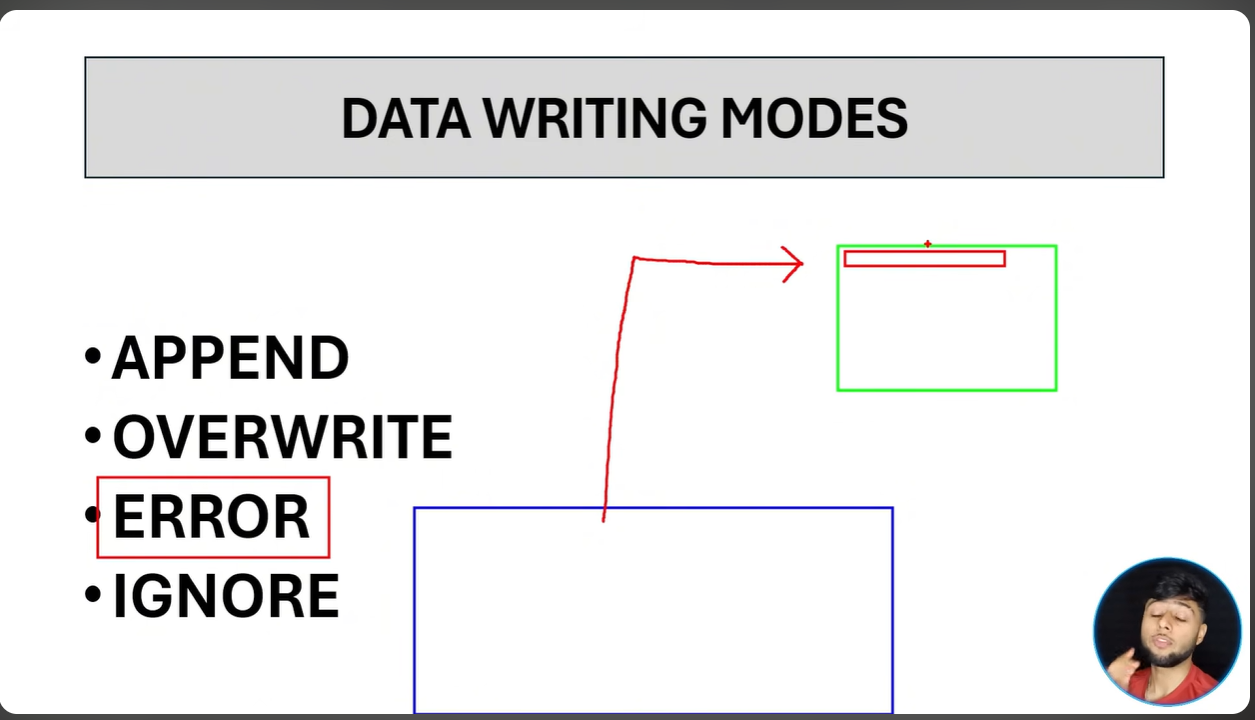 DATA WRITING MODES
• APPEND
• OVERWRITE
• ERROR
• IGNORE